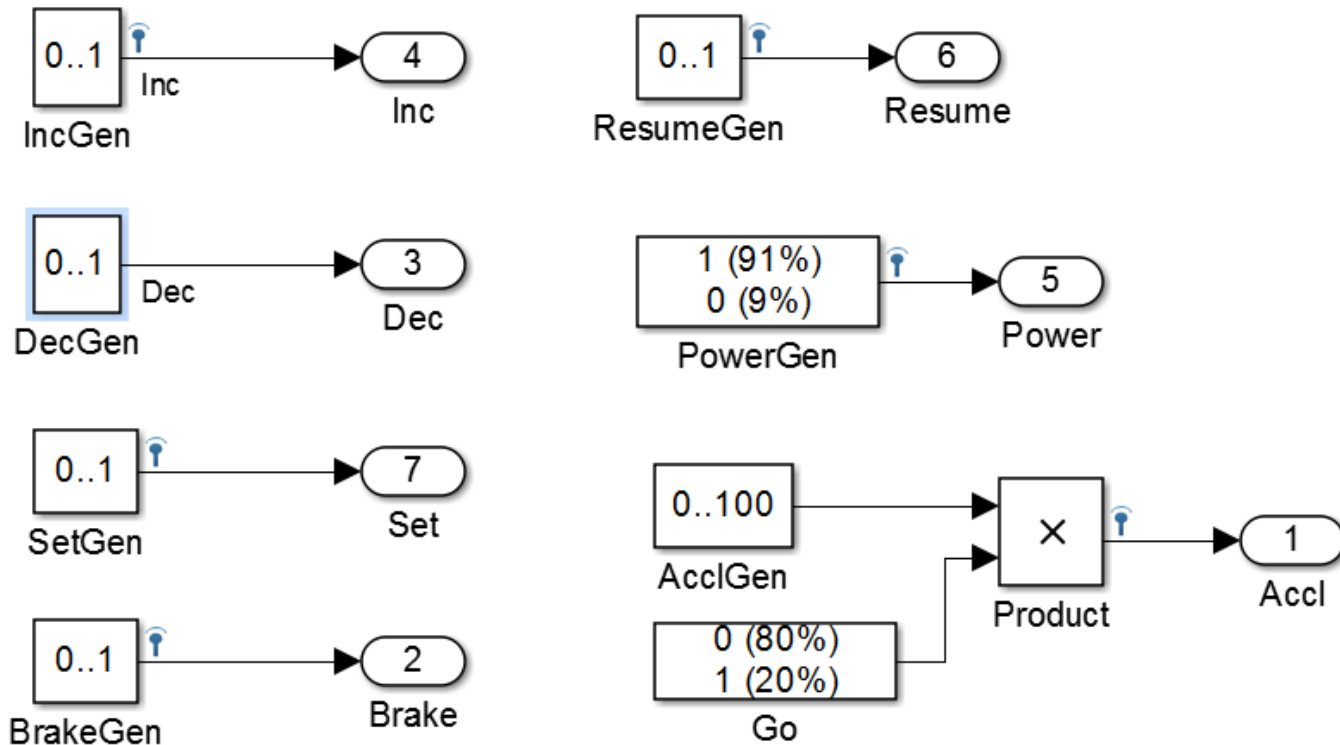 0..1
Inc
IncGen
4
Inc
0..1
ResumeGen
6
Resume
0..1
Dec
DecGen
3
Dec
1 (91%)
0 (9%)
PowerGen
5
Power
0..1
SetGen
7
Set
0..100
AcclGen
×
Product
1
Accl
0..1
BrakeGen
2
Brake
0 (80%)
1 (20%)
Go